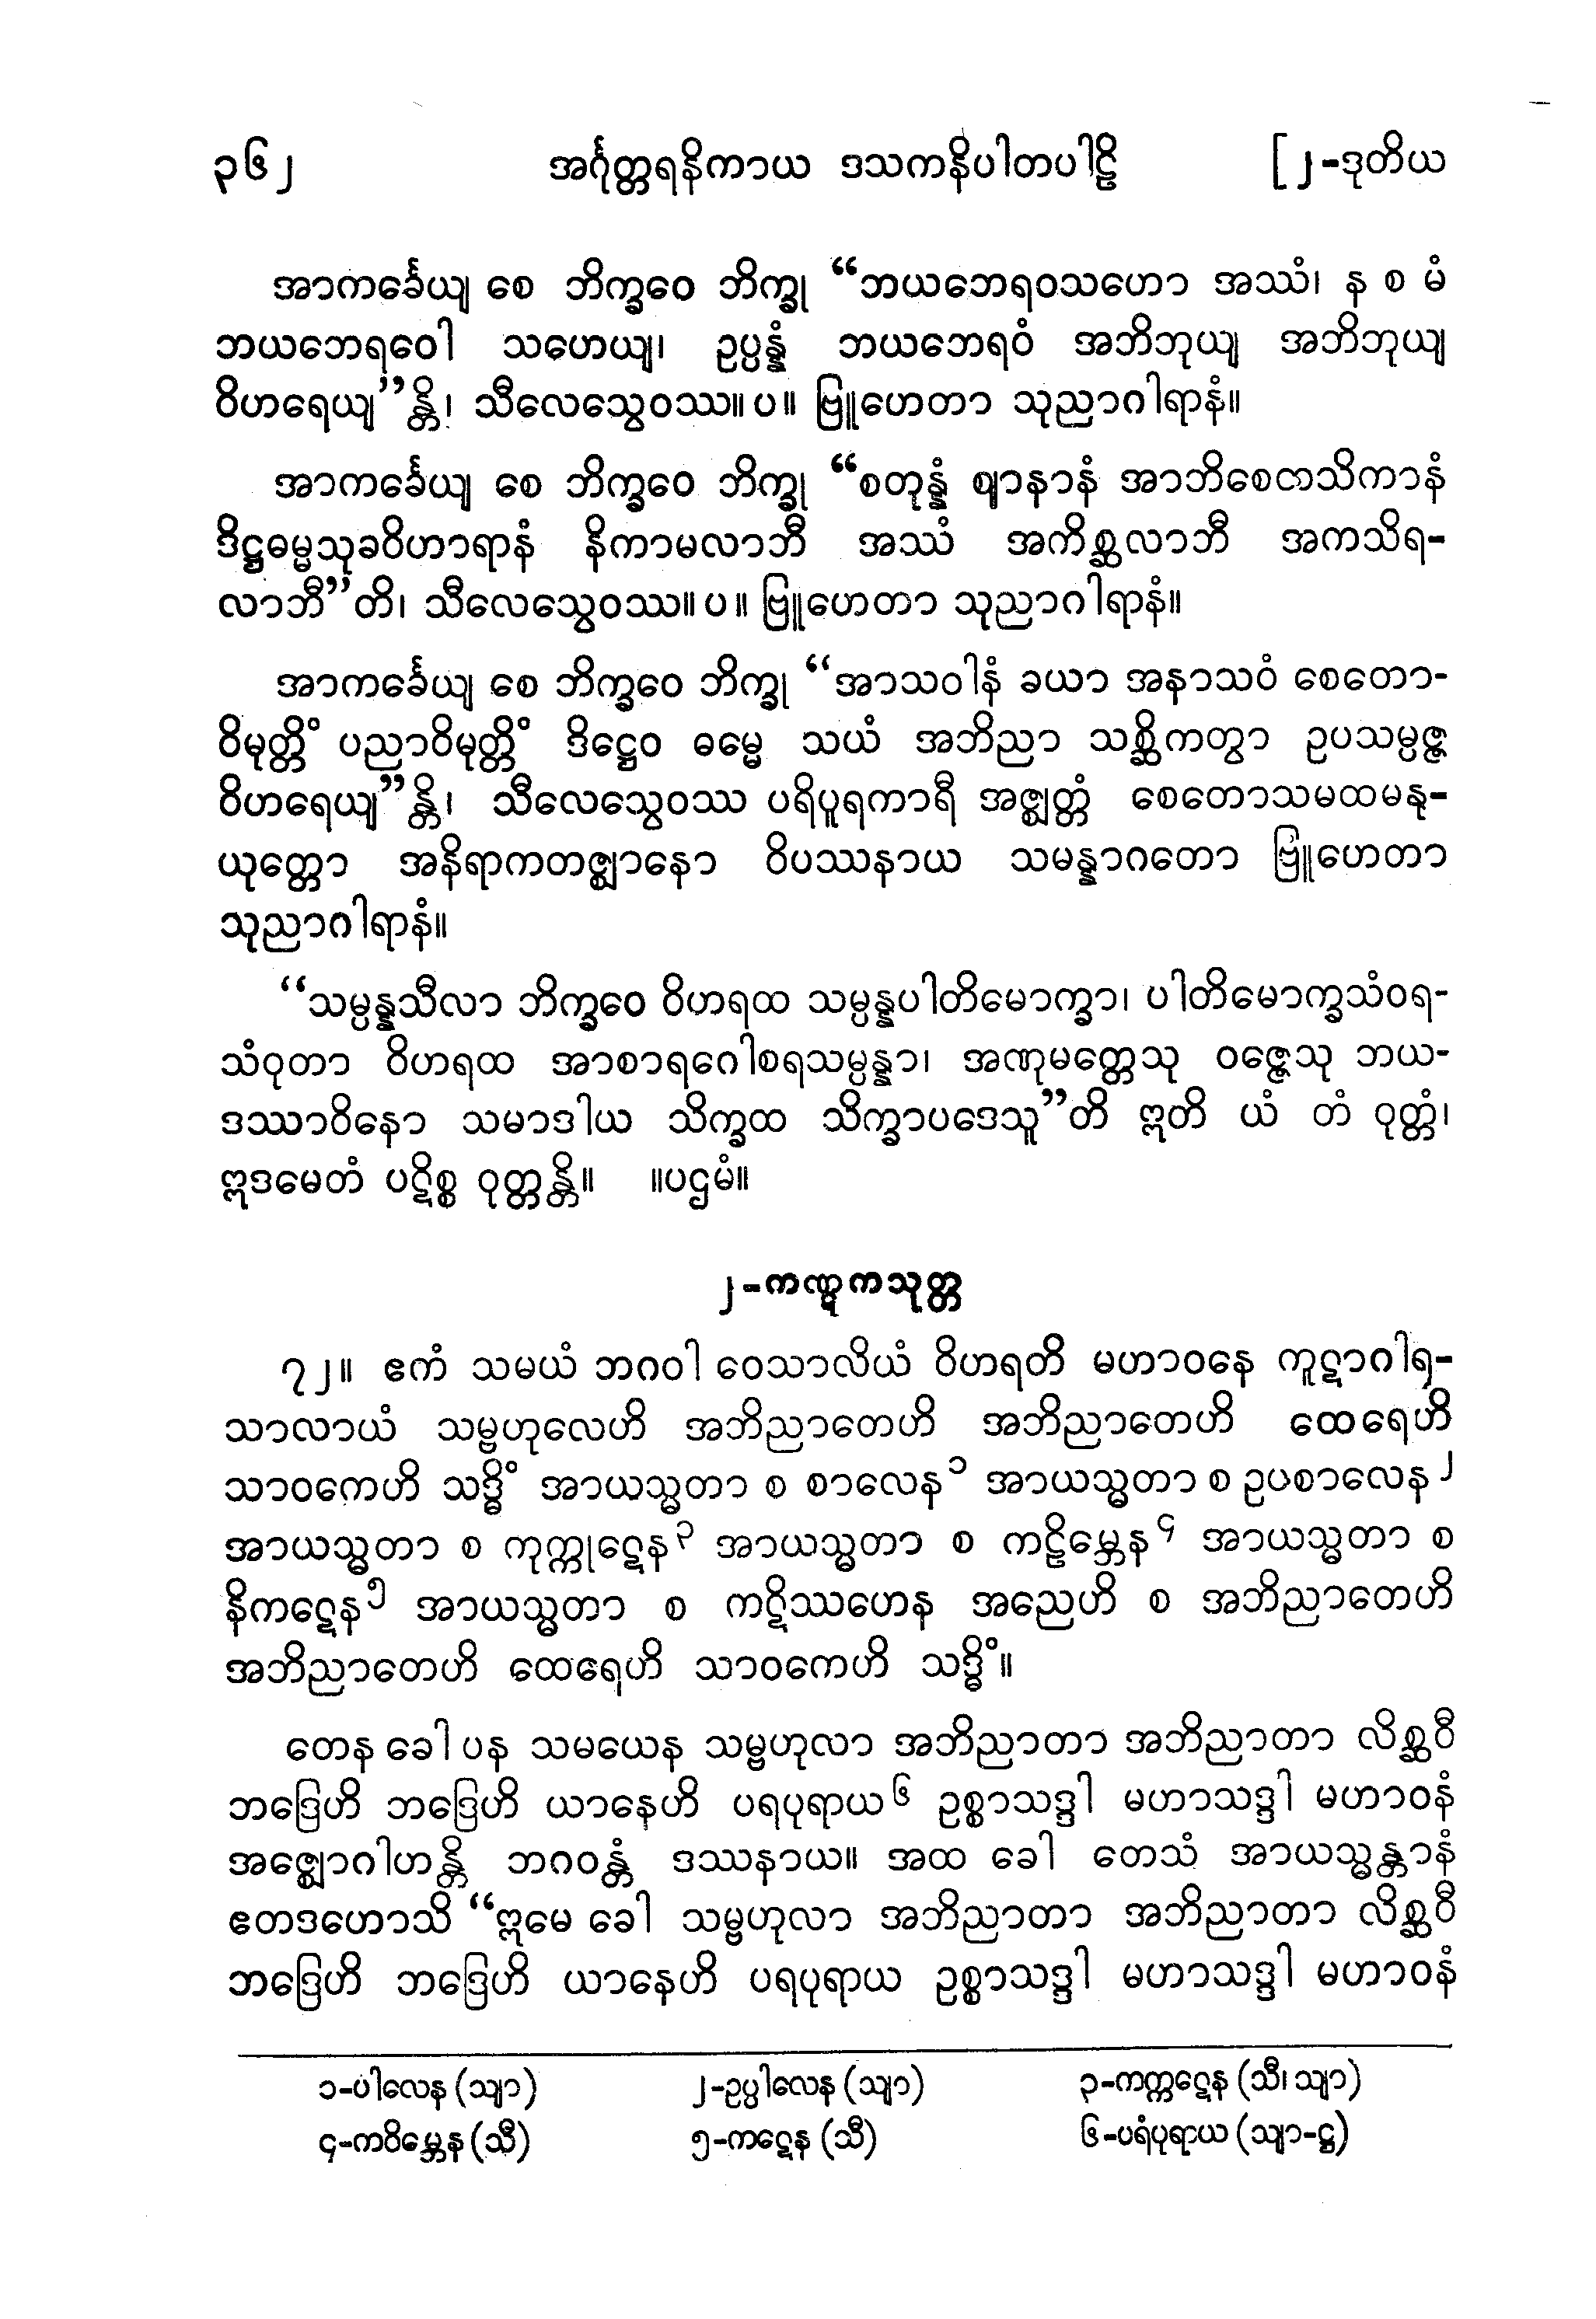 ၃၆၂ အင်္ဂုတ္တရနိကာယ ဒသကနိပါတပါဠိ [၂-ဒုတိယ
အာကင်္ခေယျ စေ ဘိက္ခဝေ ဘိက္ခု “ဘယဘေရဝသဟော အဿံ၊ န စ မံ
ဘယဘေရဝေါ သဟေယျ၊ ဥပ္ပန္နံ ဘယဘေရဝံ အဘိဘုယျ အဘိဘုယျ
ဝိဟရေယျ”န္တိ၊ သီလေသွေဝဿ။ ပ။ ဗြူဟေတာ သုညာဂါရာနံ။
အာကင်္ခေယျ စေ ဘိက္ခဝေ ဘိက္ခု “စတုန္နံ ဈာနာနံ အာဘိစေတသိကာနံ
ဒိဋ္ဌဓမ္မသုခဝိဟာရာနံ နိကာမလာဘီ အဿံ အကိစ္ဆလာဘီ အကသိရ-
လာဘီ”တိ၊ သီလေသွေဝဿ။ ပ။ ဗြူဟေတာ သုညာဂါရာနံ။
အာကင်္ခေယျ စေ ဘိက္ခဝေ ဘိက္ခု “အာသဝါနံ ခယာ အနာသဝံ စေတော-
ဝိမုတ္တိံ ပညာဝိမုတ္တိံ ဒိဋ္ဌေဝ ဓမ္မေ သယံ အဘိညာ သစ္ဆိကတွာ ဥပသမ္ပဇ္ဇ
ဝိဟရေယျ”န္တိ၊ သီလေသွေဝဿ ပရိပူရကာရီ အဇ္ဈတ္တံ စေတောသမထမနု-
ယုတ္တော အနိရာကတဇ္ဈာနော ဝိပဿနာယ သမန္နာဂတော ဗြူဟေတာ
သုညာဂါရာနံ။
“သမ္ပန္နသီလာ ဘိက္ခဝေ ဝိဟရထ သမ္ပန္နပါတိမောက္ခာ၊ ပါတိမောက္ခသံဝရ-
သံဝုတာ ဝိဟရထ အာစာရဂေါစရသမ္ပန္နာ၊ အဏုမတ္တေသု ဝဇ္ဇေသု ဘယ-
ဒဿာဝိနော သမာဒါယ သိက္ခထ သိက္ခာပဒေသူ”တိ ဣတိ ယံ တံ ဝုတ္တံ၊
ဣဒမေတံ ပဋိစ္စ ဝုတ္တန္တိ။ ။ပဌမံ။
၂-ကဏ္ဋကသုတ္တ
၇၂။ ဧကံ သမယံ ဘဂဝါ ဝေသာလိယံ ဝိဟရတိ မဟာဝနေ ကူဋာဂါရ-
သာလာယံ သမ္ဗဟုလေဟိ အဘိညာတေဟိ အဘိညာတေဟိ ထေရေဟိ
သာဝကေဟိ သဒ္ဓိံ အာယသ္မတာ စ စာလေန၁ အာယသ္မတာ စ ဥပစာလေန၂
အာယသ္မတာ စ ကုက္ကုဋေန၃ အာယသ္မတာ စ ကဠိမ္ဘေန၄ အာယသ္မတာ စ
နိကဋေန၅ အာယသ္မတာ စ ကဋိဿဟေန အညေဟိ စ အဘိညာတေဟိ
အဘိညာတေဟိ ထေရေဟိ သာဝကေဟိ သဒ္ဓိံ။
တေန ခေါ ပန သမယေန သမ္ဗဟုလာ အဘိညာတာ အဘိညာတာ လိစ္ဆဝီ
ဘဒြေဟိ ဘဒြေဟိ ယာနေဟိ ပရပုရာယ၆ ဥစ္စာသဒ္ဒါ မဟာသဒ္ဒါ မဟာဝနံ
အဇ္ဈောဂါဟန္တိ ဘဂဝန္တံ ဒဿနာယ။ အထ ခေါ တေသံ အာယသ္မန္တာနံ
ဧတဒဟောသိ “ဣမေ ခေါ သမ္ဗဟုလာ အဘိညာတာ အဘိညာတာ လိစ္ဆဝီ
ဘဒြေဟိ ဘဒြေဟိ ယာနေဟိ ပရပုရာယ ဥစ္စာသဒ္ဒါ မဟာသဒ္ဒါ မဟာဝနံ
၁-ပါလေန (သျာ) ၂-ဥပ္ပါလေန (သျာ) ၃-ကက္ကဋေန (သီ၊ သျာ)
၄-ကဝိမ္ဘေန (သီ) ၅-ကဋေန (သီ) ၆-ပရံပုရာယ (သျာ-ဋ္ဌ)